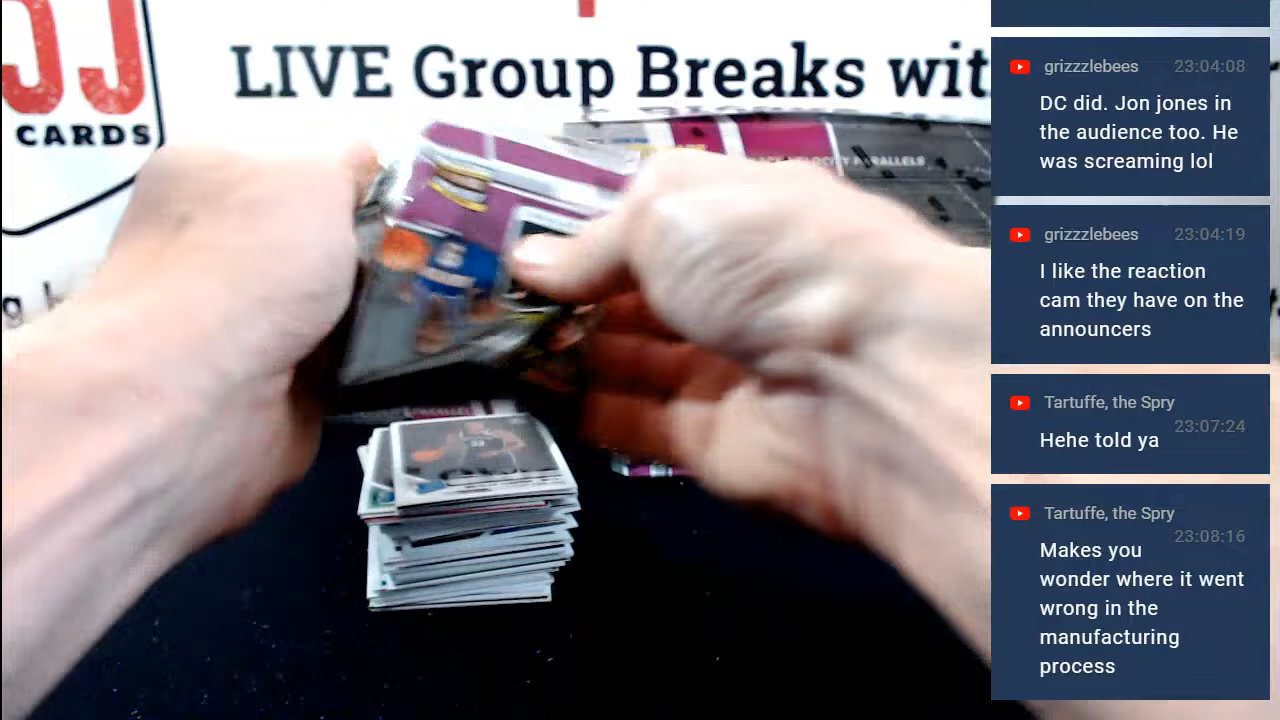 CARDS
LIVE Group Breaks wit
PARALLELS
grizzzlebees 23:04:08
DC did. Jon jones in
the audience too. He
was screaming lol
grizzzlebees 23:04:19
I like the reaction
cam they have on the
announcers
Tartuffe, the Spry
23:07:24
Hehe told ya
Tartuffe, the Spry
23:08:16
Makes you
wonder where it went
wrong in the
manufacturing
process